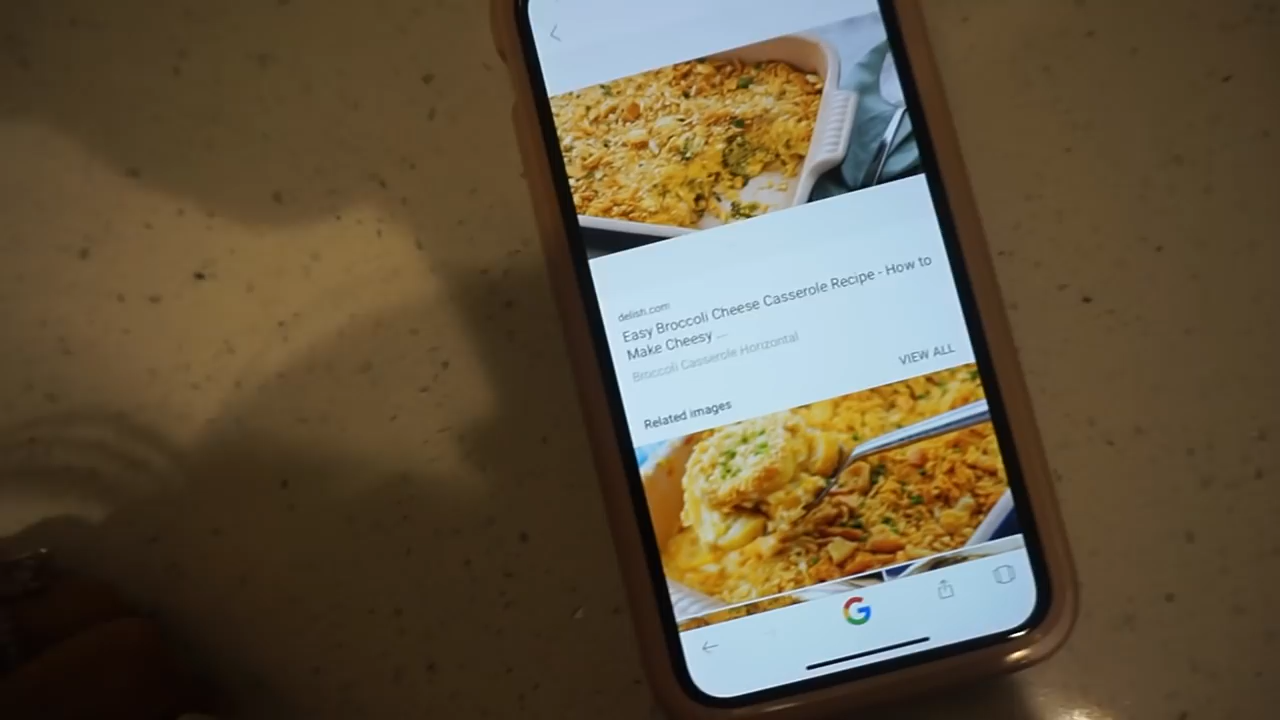 delish.com
Easy Broccoli Cheese Casserole Recipe - How to
Make Cheesy ...
Broccoli Casserole Horizontal
VIEW ALL
Related images
G